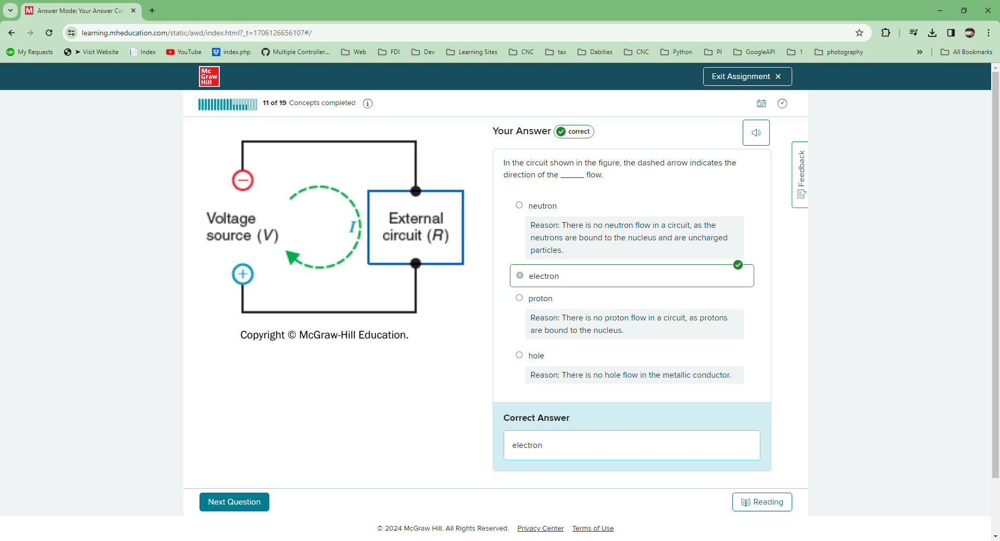 Answer Mode: Your Answer Co
learning.mheducation.com/static/awd/index.html?_t=1706126656107#/
My Requests
➤ Visit Website
Index
YouTube
index.php
Multiple Controller...
Web
FDI
Dev
Learning Sites
CNC
tax
Dabities
CNC
Python
PI
GoogleAPI
1
photography
»
All Bookmarks
Mc
Graw
Hill
Exit Assignment ×
11 of 19 Concepts completed
Your Answer correct
In the circuit shown in the figure, the dashed arrow indicates the
direction of the _____ flow.
neutron
Reason: There is no neutron flow in a circuit, as the
neutrons are bound to the nucleus and are uncharged
particles.
electron
proton
Reason: There is no proton flow in a circuit, as protons
are bound to the nucleus.
hole
Reason: There is no hole flow in the metallic conductor.
Correct Answer
electron
Feedback
−
Voltage
source (V)
+
I
External
circuit (R)
Copyright © McGraw-Hill Education.
Next Question
Reading
© 2024 McGraw Hill. All Rights Reserved. Privacy Center Terms of Use